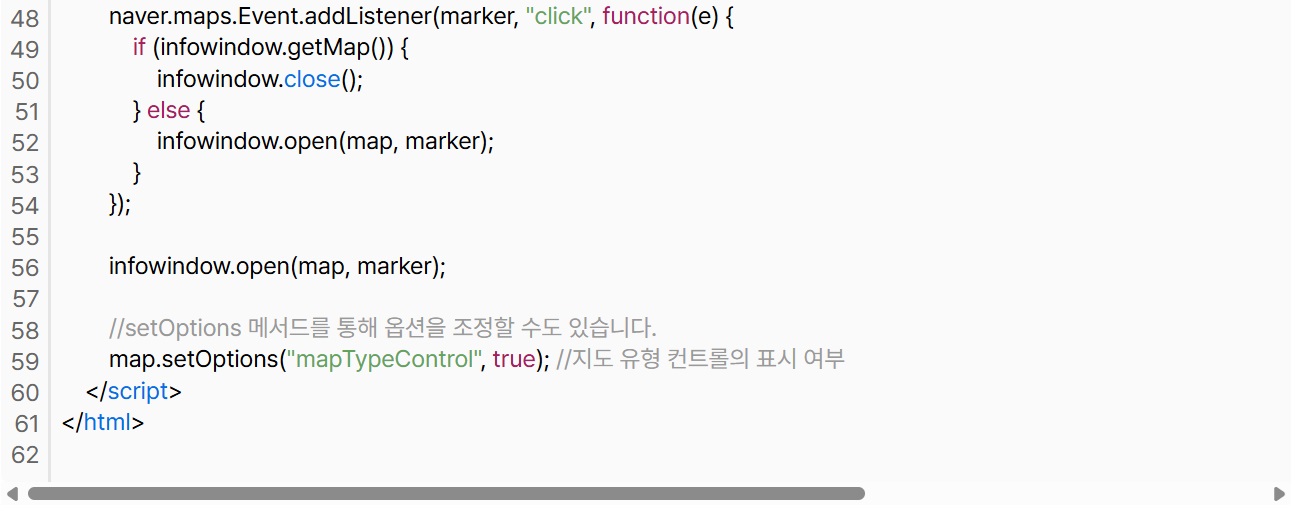 48 naver.maps.Event.addListener(marker, "click", function(e) {
49 if (infowindow.getMap()) {
50 infowindow.close();
51 } else {
52 infowindow.open(map, marker);
53 }
54 });
55
56 infowindow.open(map, marker);
57
58 //setOptions 메서드를 통해 옵션을 조정할 수도 있습니다.
59 map.setOptions("mapTypeControl", true); //지도 유형 컨트롤의 표시 여부
60 </script>
61 </html>
62